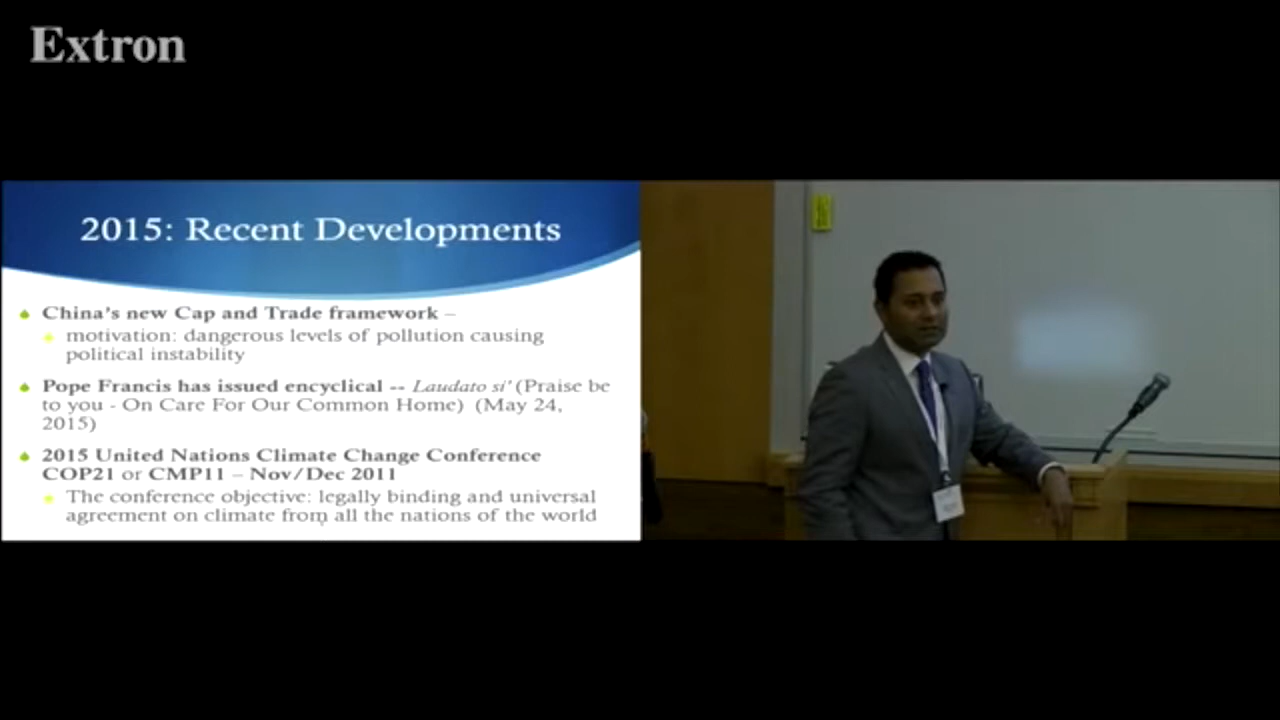 Extron
2015: Recent Developments
China's new Cap and Trade framework –
motivation: dangerous levels of pollution causing
political instability
Pope Francis has issued encyclical -- Laudato si' (Praise be
to you - On Care For Our Common Home) (May 24,
2015)
2015 United Nations Climate Change Conference
COP21 or CMP11 – Nov/Dec 2011
The conference objective: legally binding and universal
agreement on climate from all the nations of the world